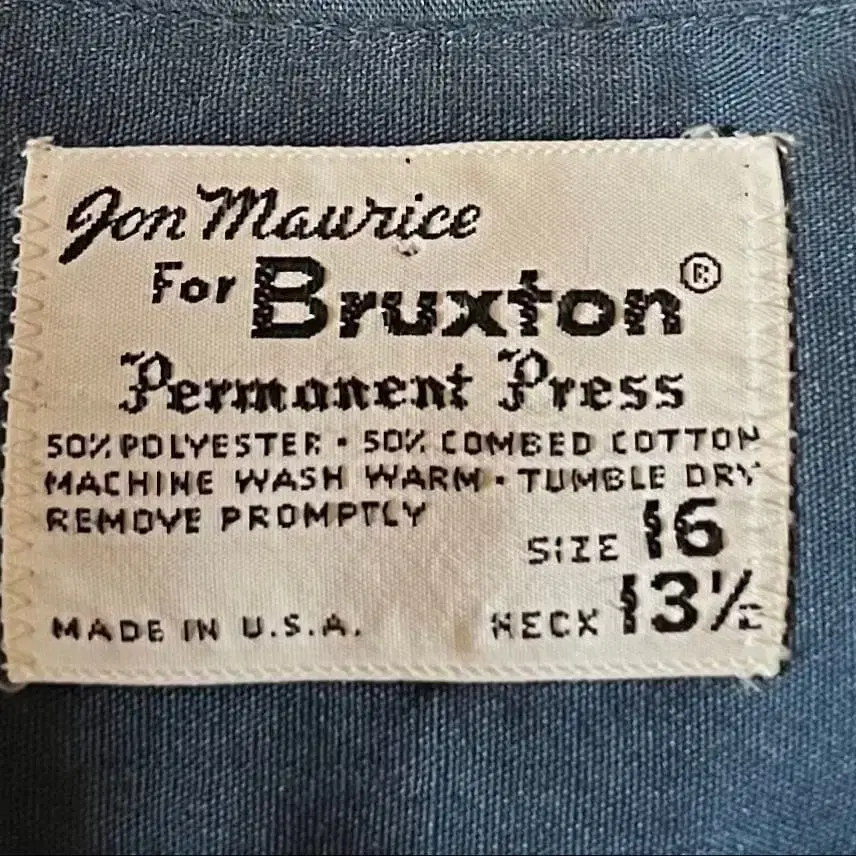 Jon Maurice
For Bruxton®
Permanent Press
50% POLYESTER • 50% COMBED COTTON
MACHINE WASH WARM • TUMBLE DRY
REMOVE PROMPTLY
SIZE 16
MADE IN U.S.A. NECK 13½